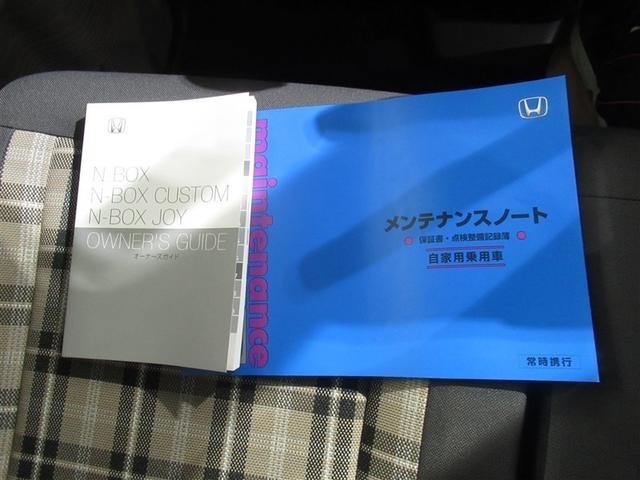 N BOX
N-BOX CUSTOM
N-BOX JOY
OWNER'S GUIDE
オーナーズガイド
maintenance
メンテナンスノート
保証書・点検整備記録簿
自家用乗用車
常時携行